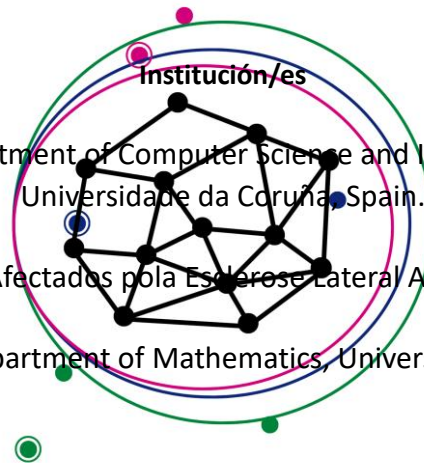 Institución/es
tment of Computer Science and I
Universidade da Coruña, Spain.
Afectados pola Esclerose Lateral A
partment of Mathematics, Univers